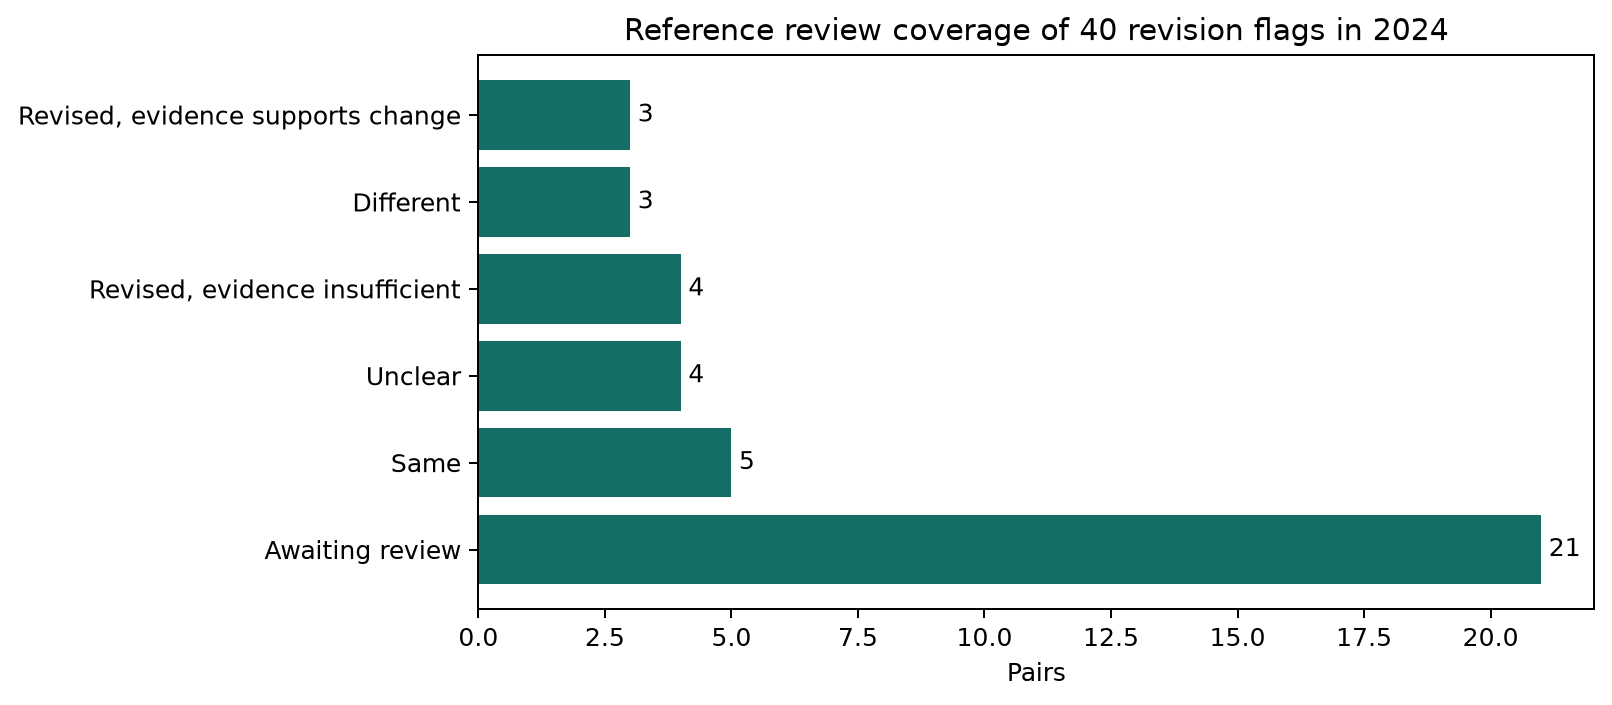 Reference review coverage of 40 revision flags in 2024
Revised, evidence supports change 3
Different 3
Revised, evidence insufficient 4
Unclear 4
Same 5
Awaiting review 21
0.0 2.5 5.0 7.5 10.0 12.5 15.0 17.5 20.0
Pairs